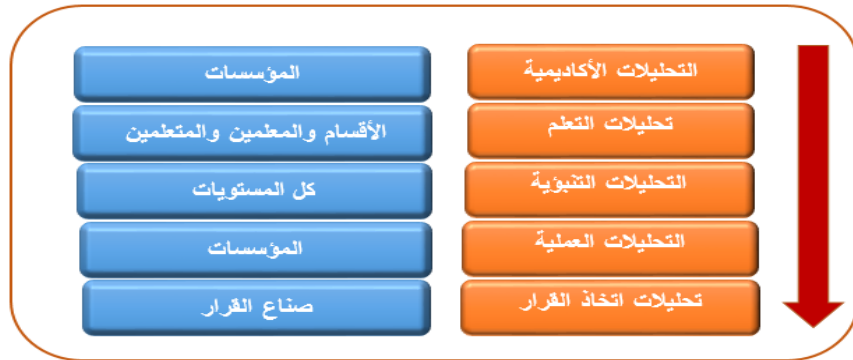 التحليلات الأكاديمية
المؤسسات
تحليلات التعلم
الأقسام والمعلمين والمتعلمين
التحليلات التنبؤية
كل المستويات
التحليلات العملية
المؤسسات
تحليلات اتخاذ القرار
صناع القرار